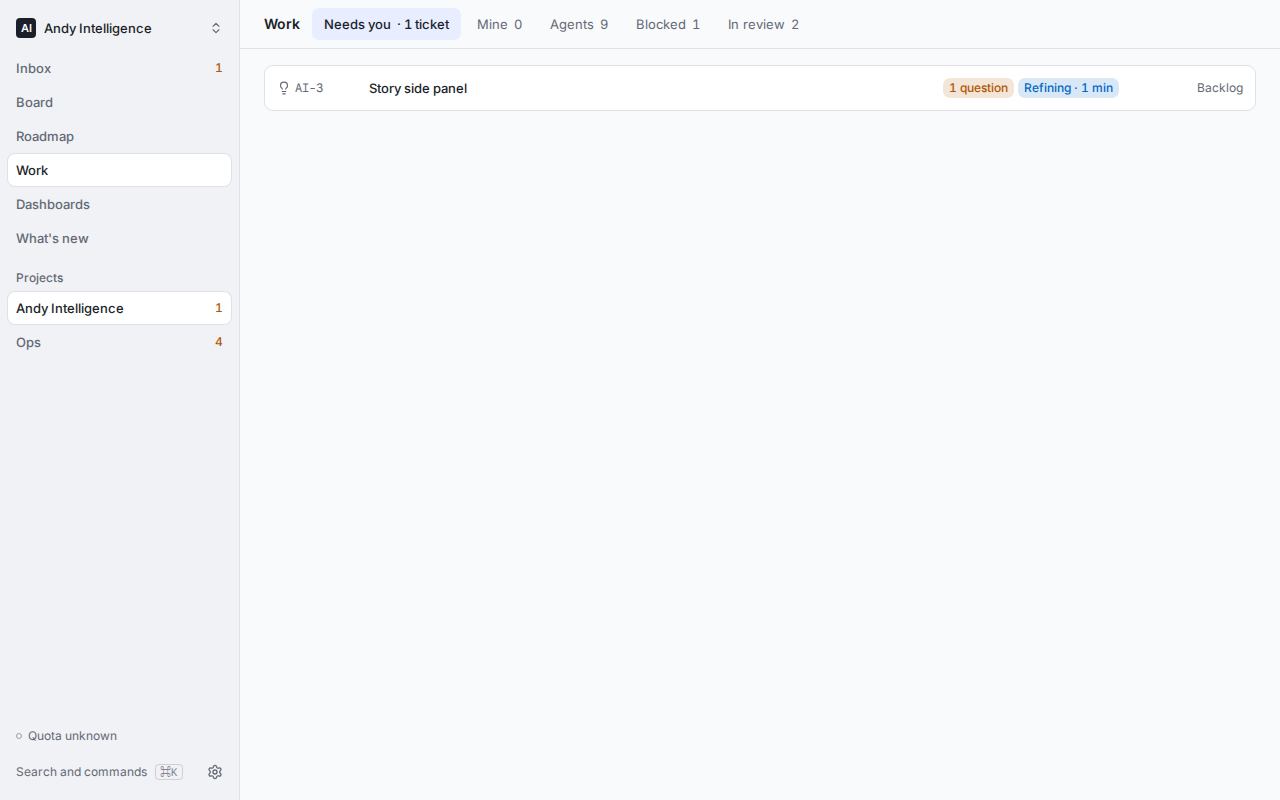 AI Andy Intelligence
Inbox 1
Board
Roadmap
Work
Dashboards
What's new
Projects
Andy Intelligence 1
Ops 4
Quota unknown
Search and commands ⌘K
Work Needs you · 1 ticket Mine 0 Agents 9 Blocked 1 In review 2
AI-3 Story side panel 1 question Refining · 1 min Backlog